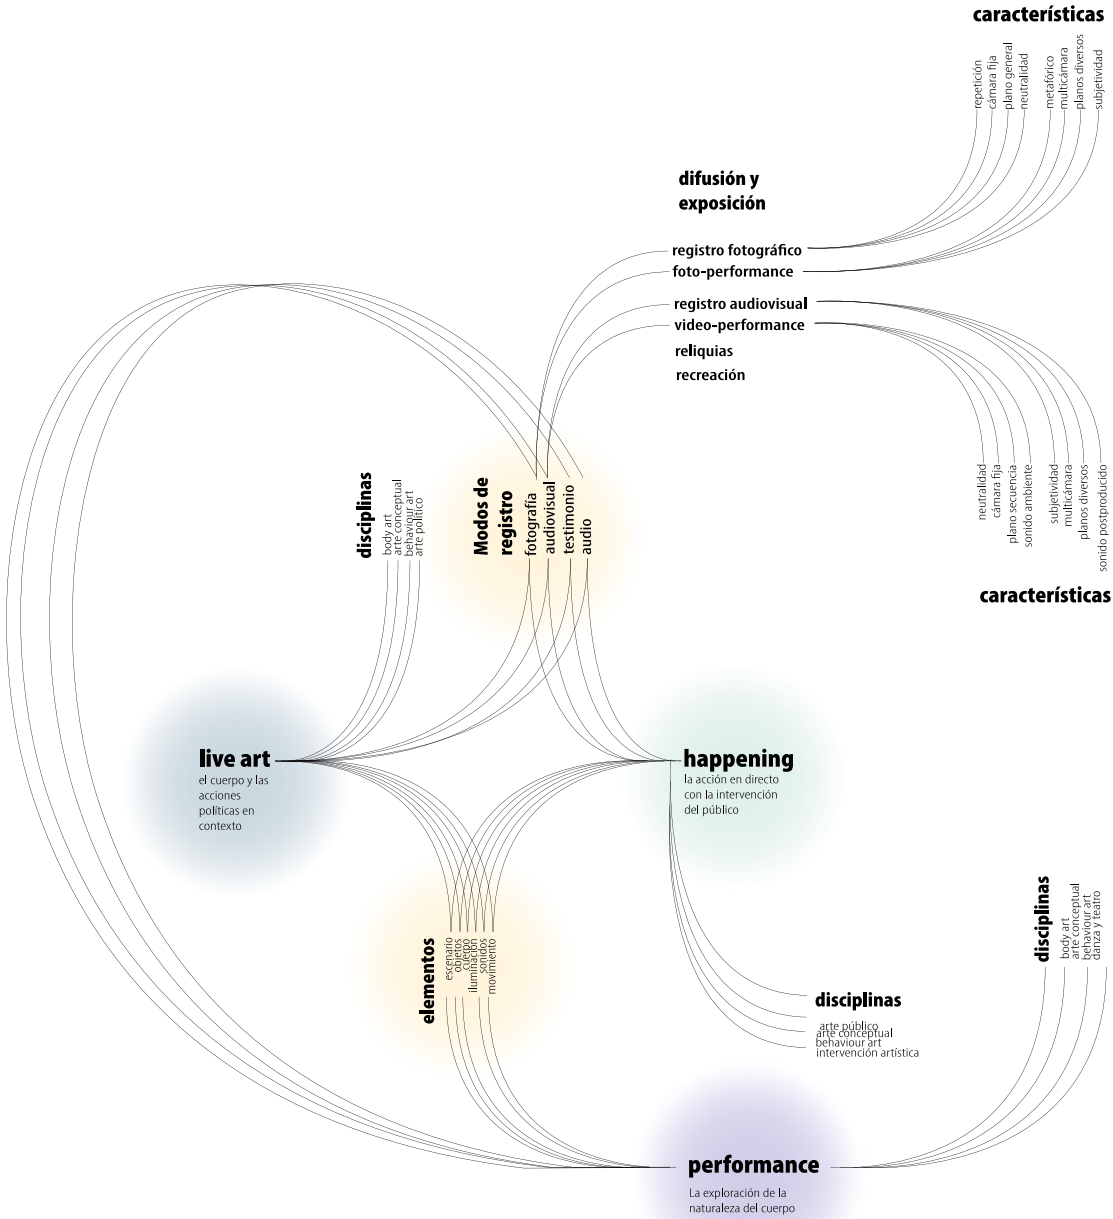 características
repetición
cámara fija
plano general
neutralidad
metafórico
multicámara
planos diversos
subjetividad
difusión y
exposición
registro fotográfico
foto-performance
registro audiovisual
video-performance
reliquias
recreación
neutralidad
cámara fija
plano secuencia
sonido ambiente
subjetividad
multicámara
planos diversos
sonido postproducido
características
disciplinas
body art
arte conceptual
behaviour art
arte político
Modos de
registro
fotografía
audiovisual
testimonio
audio
live art
el cuerpo y las
acciones
políticas en
contexto
happening
la acción en directo
con la intervención
del público
elementos
escenario
objetos
cuerpo
iluminación
sonidos
movimiento
disciplinas
arte público
arte conceptual
behaviour art
intervención artística
disciplinas
body art
arte conceptual
behaviour art
danza y teatro
performance
La exploración de la
naturaleza del cuerpo